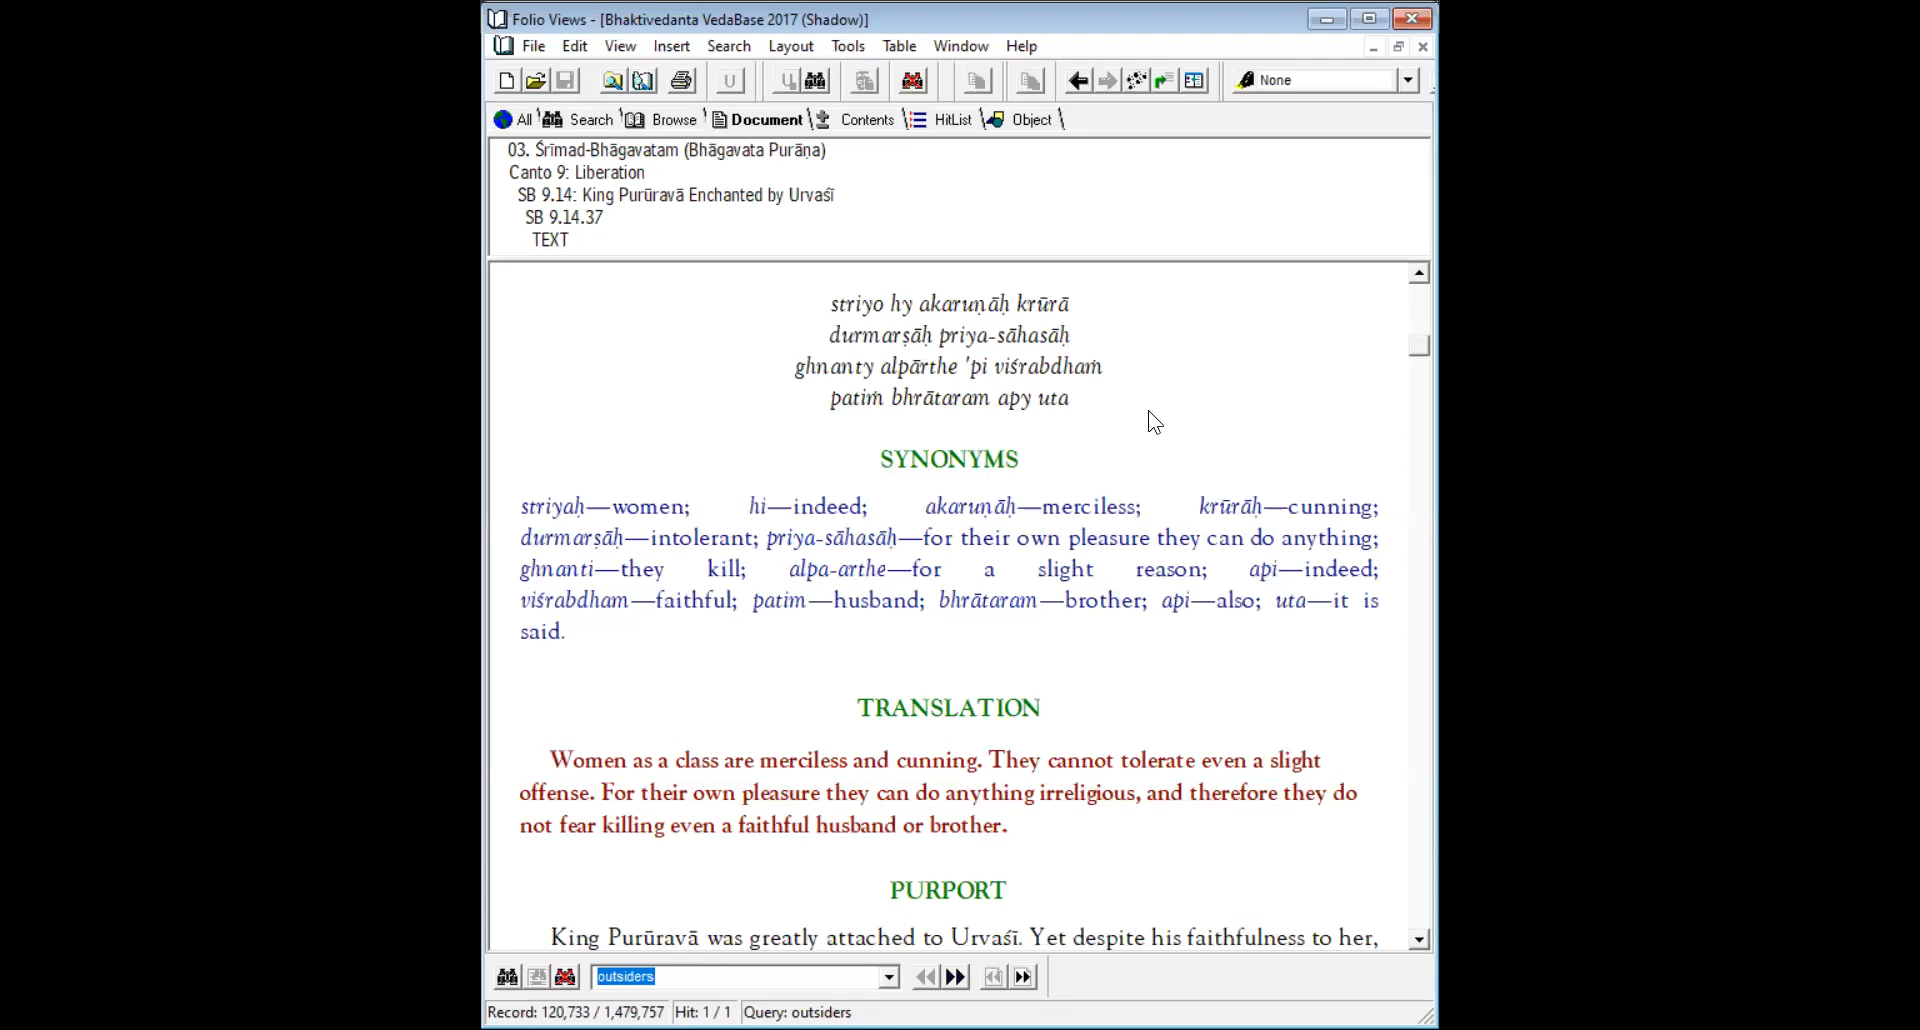 Folio Views - [Bhaktivedanta VedaBase 2017 (Shadow)]
File Edit View Insert Search Layout Tools Table Window Help
None
All Search Browse Document Contents HitList Object
03. Śrīmad-Bhāgavatam (Bhāgavata Purāṇa)
Canto 9: Liberation
SB 9.14: King Purūravā Enchanted by Urvaśī
SB 9.14.37
TEXT
striyo hy akaruṇāḥ krūrā
durmarṣāḥ priya-sāhasāḥ
ghnanty alpārthe 'pi viśrabdhaṁ
patiṁ bhrātaram apy uta
SYNONYMS
striyaḥ—women; hi—indeed; akaruṇāḥ—merciless; krūrāḥ—cunning;
durmarṣāḥ—intolerant; priya-sāhasāḥ—for their own pleasure they can do anything;
ghnanti—they kill; alpa-arthe—for a slight reason; api—indeed;
viśrabdham—faithful; patim—husband; bhrātaram—brother; api—also; uta—it is
said.
TRANSLATION
Women as a class are merciless and cunning. They cannot tolerate even a slight
offense. For their own pleasure they can do anything irreligious, and therefore they do
not fear killing even a faithful husband or brother.
PURPORT
King Purūravā was greatly attached to Urvaśī. Yet despite his faithfulness to her,
outsiders
Record: 120,733 / 1,479,757 Hit: 1 / 1 Query: outsiders